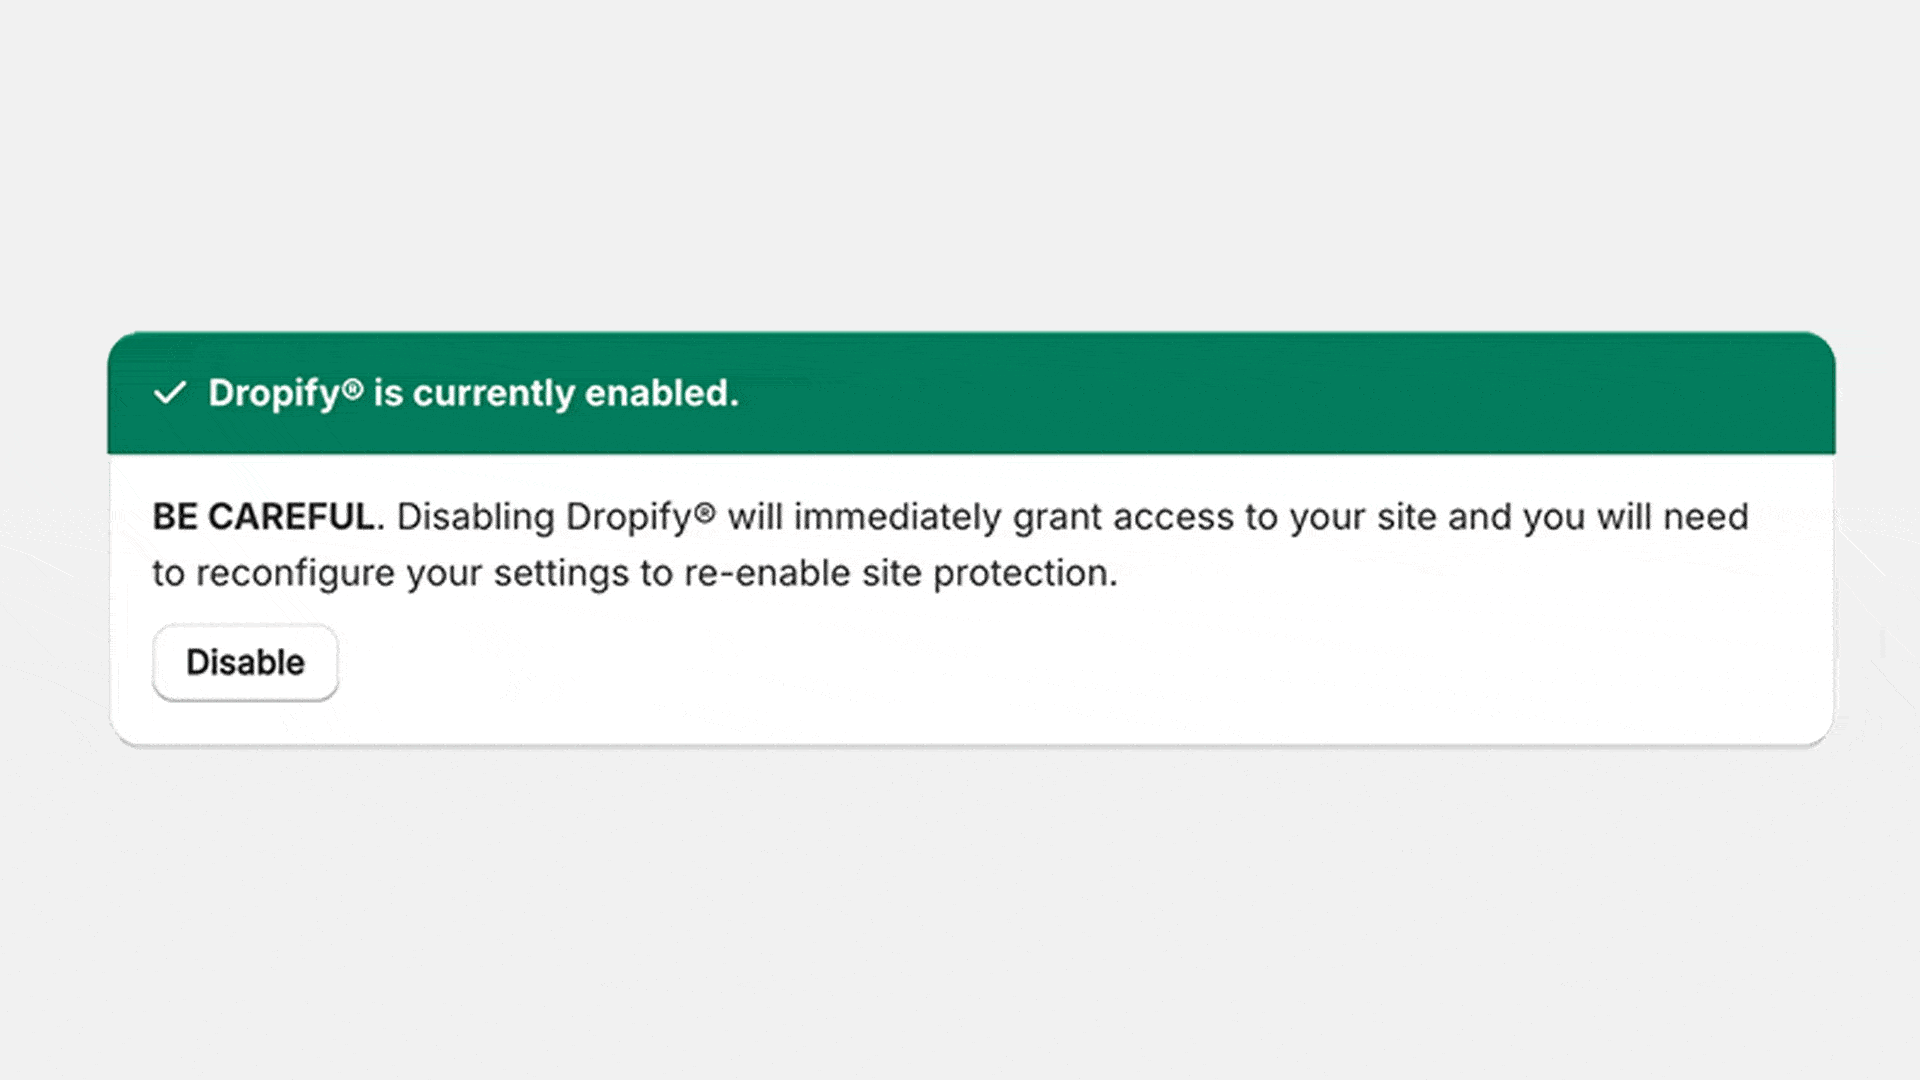 Dropify® is currently enabled.
BE CAREFUL. Disabling Dropify® will immediately grant access to your site and you will need
to reconfigure your settings to re-enable site protection.
Disable